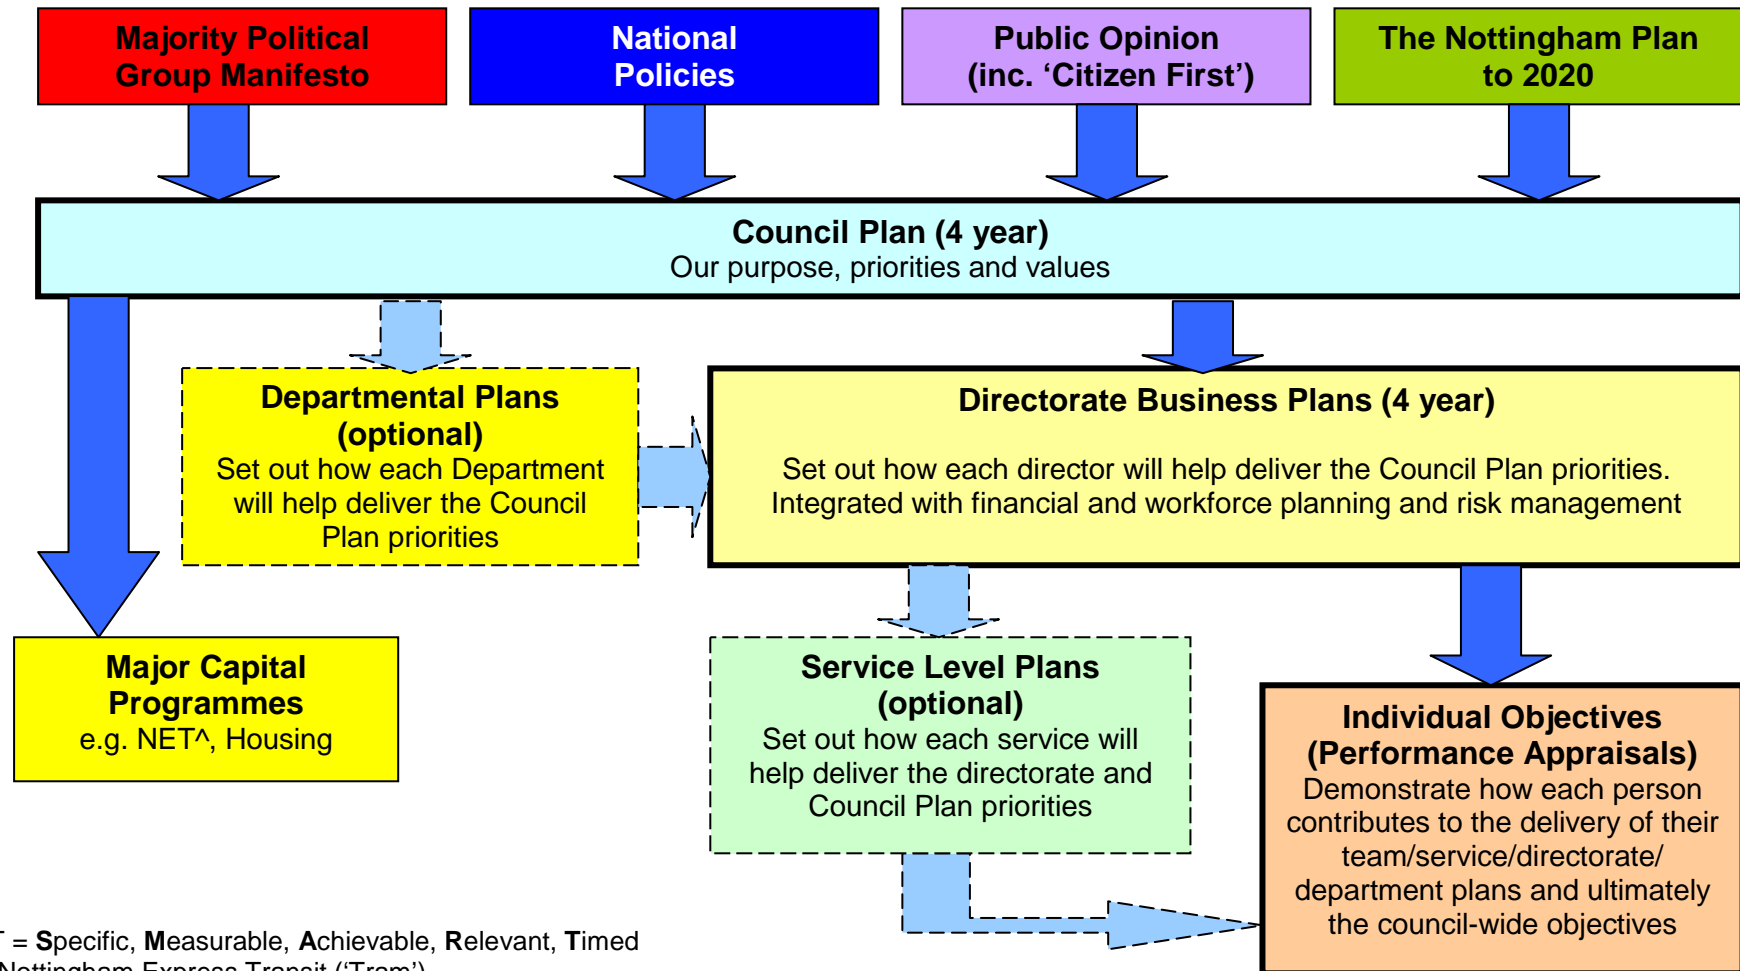 Majority Political
Group Manifesto
National
Policies
Public Opinion
(inc. ‘Citizen First’)
The Nottingham Plan
to 2020
Council Plan (4 year)
Our purpose, priorities and values
Departmental Plans
(optional)
Set out how each Department
will help deliver the Council
Plan priorities
Directorate Business Plans (4 year)
Set out how each director will help deliver the Council Plan priorities.
Integrated with financial and workforce planning and risk management
Major Capital
Programmes
e.g. NET^, Housing
Service Level Plans
(optional)
Set out how each service will
help deliver the directorate and
Council Plan priorities
Individual Objectives
(Performance Appraisals)
Demonstrate how each person
contributes to the delivery of their
team/service/directorate/
department plans and ultimately
the council-wide objectives
= Specific, Measurable, Achievable, Relevant, Timed
Nottingham Express Transit (‘Tram’)